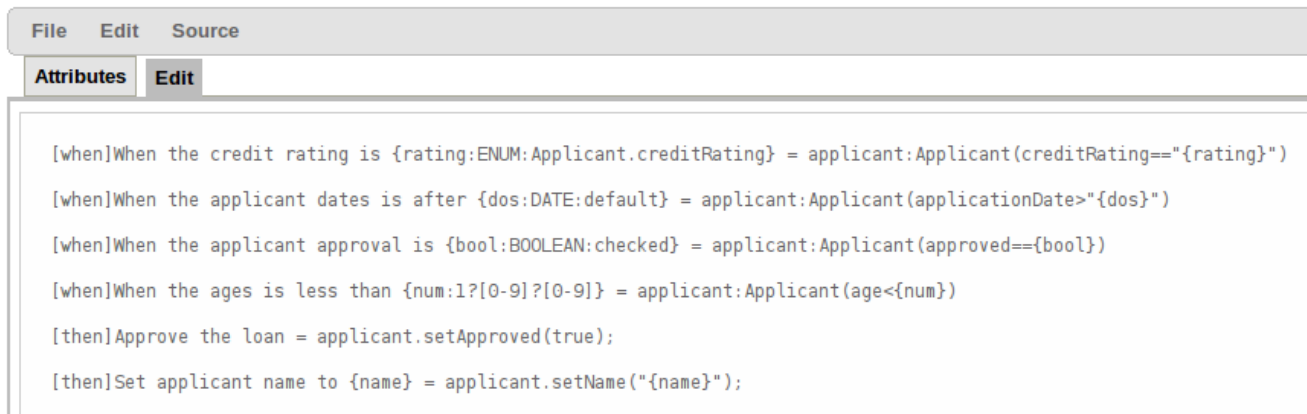 File Edit Source
Attributes Edit
[when]When the credit rating is {rating:ENUM:Applicant.creditRating} = applicant:Applicant(creditRating=="{rating}")
[when]When the applicant dates is after {dos:DATE:default} = applicant:Applicant(applicationDate>"{dos}")
[when]When the applicant approval is {bool:BOOLEAN:checked} = applicant:Applicant(approved=={bool})
[when]When the ages is less than {num:1?[0-9]?[0-9]} = applicant:Applicant(age<{num})
[then]Approve the loan = applicant.setApproved(true);
[then]Set applicant name to {name} = applicant.setName("{name}");